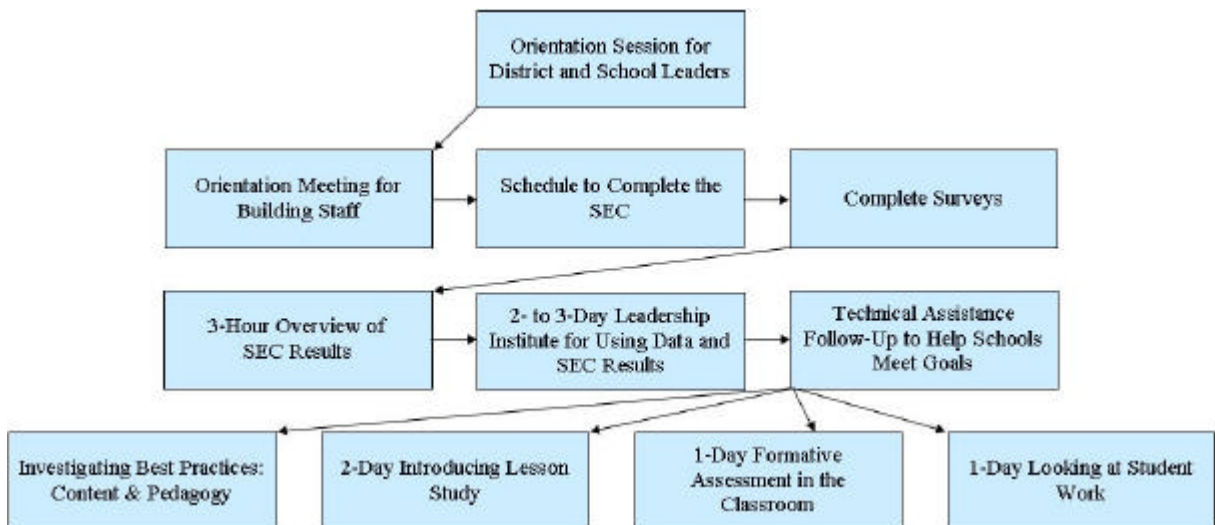 Orientation Session for
District and School Leaders
Orientation Meeting for
Building Staff
Schedule to Complete the
SEC
Complete Surveys
3-Hour Overview of
SEC Results
2- to 3-Day Leadership
Institute for Using Data and
SEC Results
Technical Assistance
Follow-Up to Help Schools
Meet Goals
Investigating Best Practices:
Content & Pedagogy
2-Day Introducing Lesson
Study
1-Day Formative
Assessment in the
Classroom
1-Day Looking at Student
Work